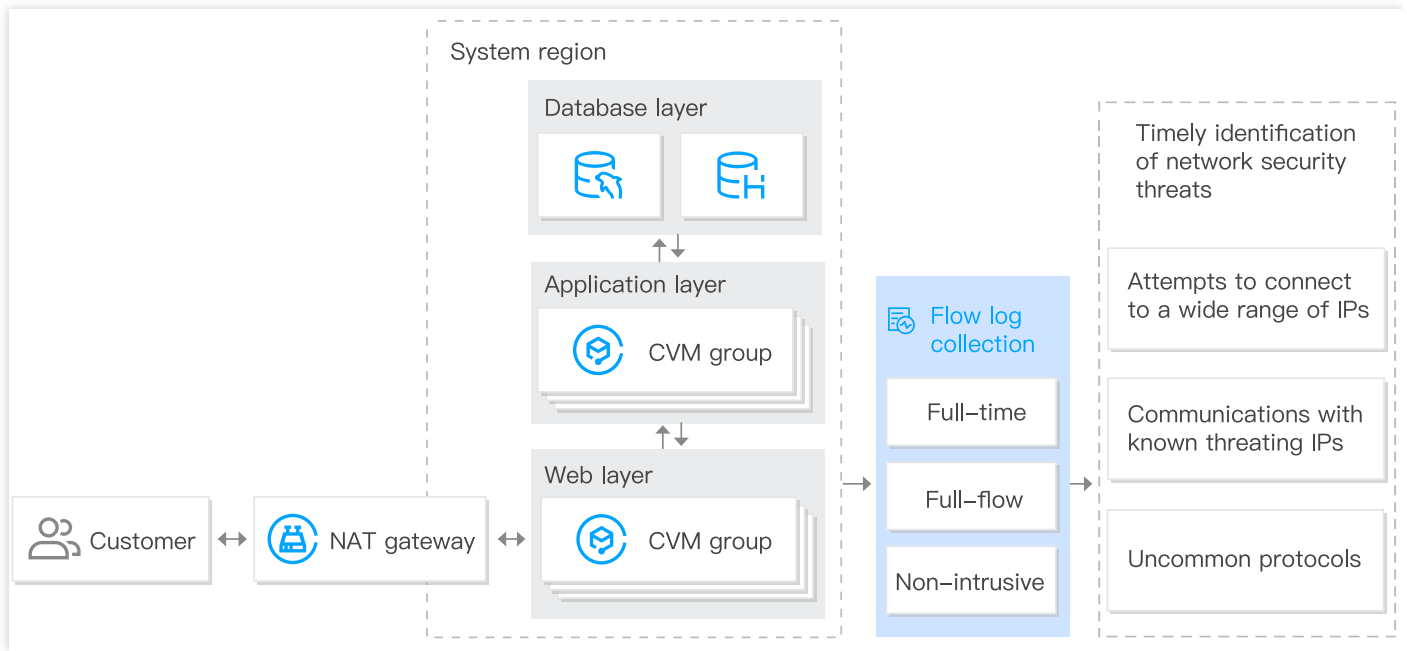 System region
Database layer
Application layer
CVM group
Web layer
CVM group
Customer
NAT gateway
Flow log
collection
Full-time
Full-flow
Non-intrusive
Timely identification
of network security
threats
Attempts to connect
to a wide range of IPs
Communications with
known threating IPs
Uncommon protocols